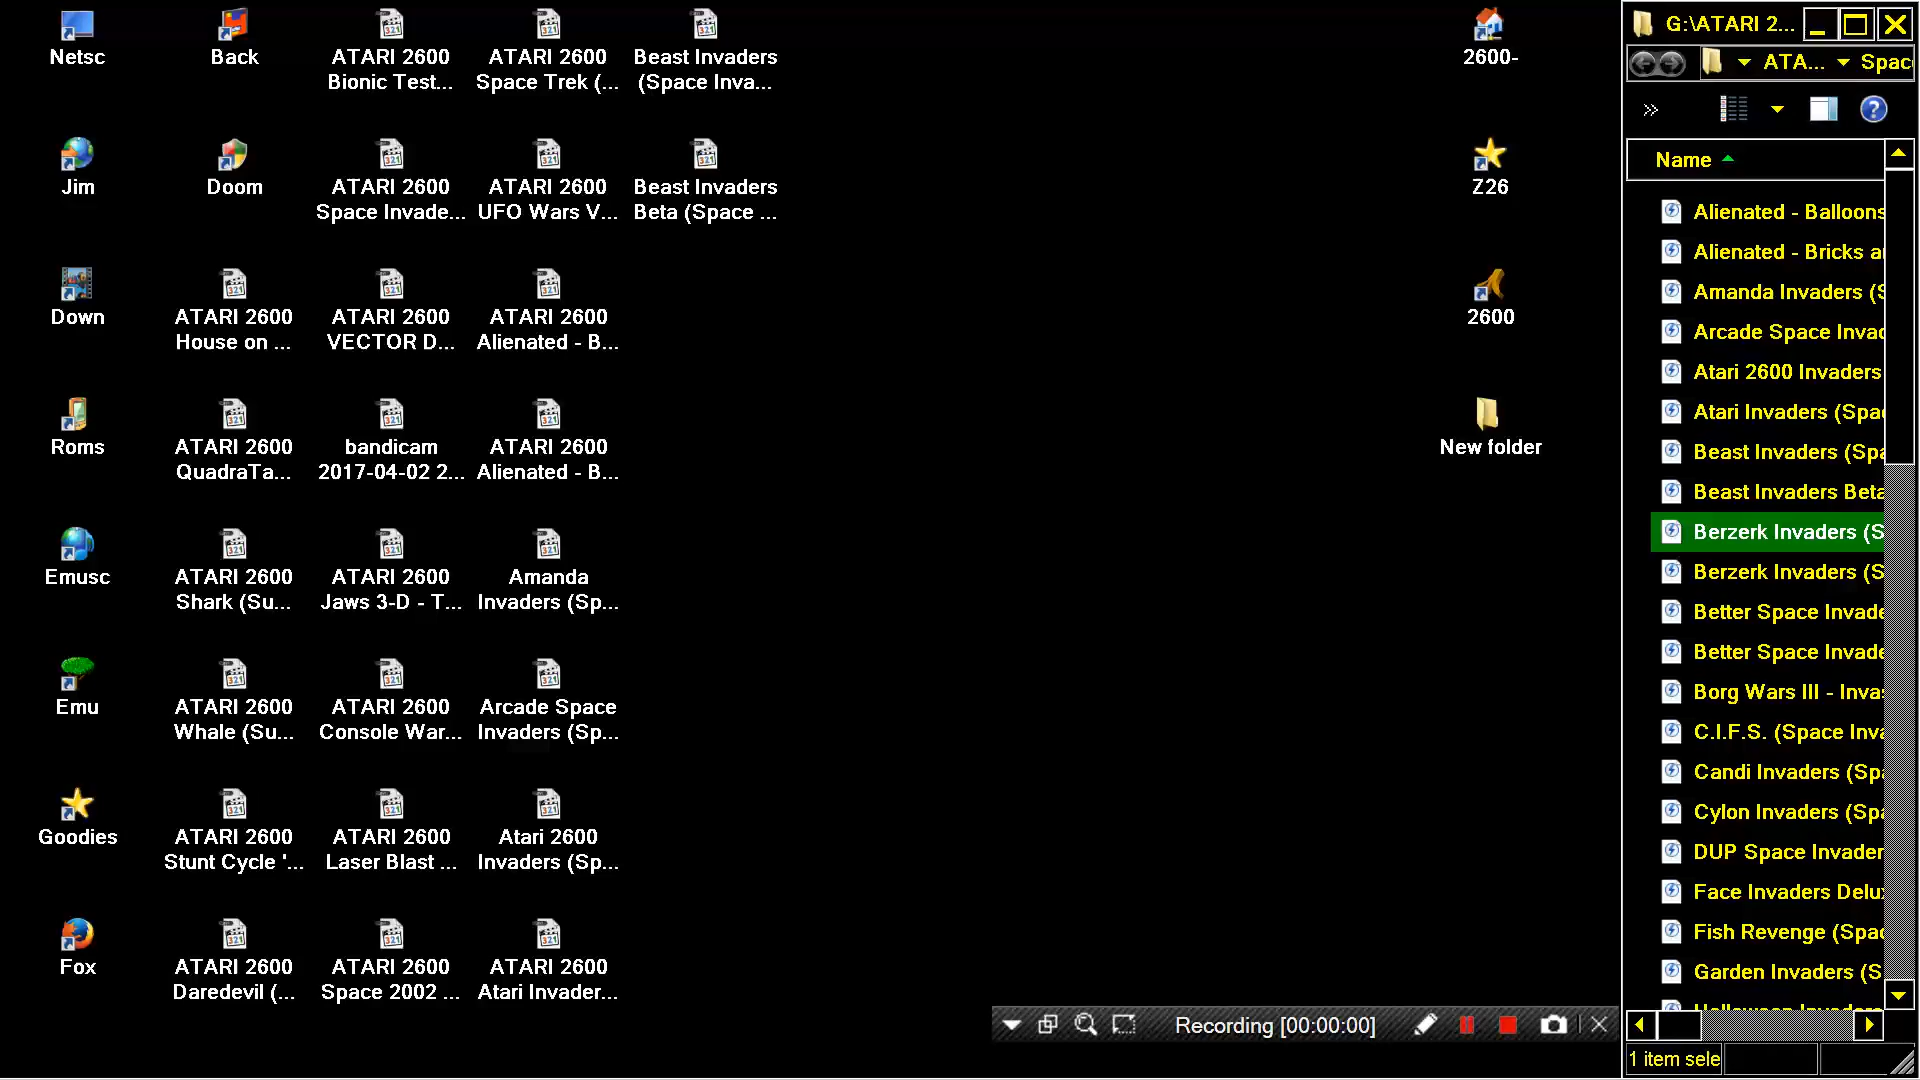 Netsc
Back
ATARI 2600
Bionic Test...
ATARI 2600
Space Trek (...
Beast Invaders
(Space Inva...
2600-
Jim
Doom
ATARI 2600
Space Invade...
ATARI 2600
UFO Wars V...
Beast Invaders
Beta (Space ...
Z26
Down
ATARI 2600
House on ...
ATARI 2600
VECTOR D...
ATARI 2600
Alienated - B...
2600
Roms
ATARI 2600
QuadraTa...
bandicam
2017-04-02 2...
ATARI 2600
Alienated - B...
New folder
Emusc
ATARI 2600
Shark (Su...
ATARI 2600
Jaws 3-D - T...
Amanda
Invaders (Sp...
Emu
ATARI 2600
Whale (Su...
ATARI 2600
Console War...
Arcade Space
Invaders (Sp...
Goodies
ATARI 2600
Stunt Cycle '...
ATARI 2600
Laser Blast ...
Atari 2600
Invaders (Sp...
Fox
ATARI 2600
Daredevil (...
ATARI 2600
Space 2002 ...
ATARI 2600
Atari Invader...
Recording [00:00:00]
G:\ATARI 2...
ATA... Spac
Name
Alienated - Balloons
Alienated - Bricks a
Amanda Invaders (S
Arcade Space Invad
Atari 2600 Invaders
Atari Invaders (Spa
Beast Invaders (Spa
Beast Invaders Beta
Berzerk Invaders (S
Berzerk Invaders (S
Better Space Invade
Better Space Invade
Borg Wars III - Inva
C.I.F.S. (Space Inva
Candi Invaders (Spa
Cylon Invaders (Spa
DUP Space Invader
Face Invaders Delu
Fish Revenge (Spac
Garden Invaders (S
1 item sele